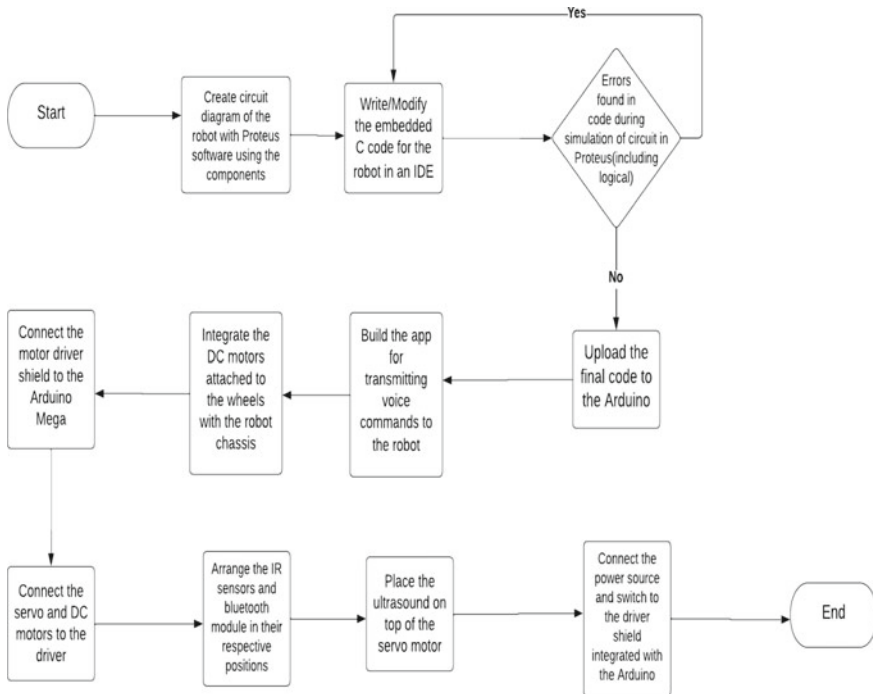 Yes
Start
Create circuit
diagram of the
robot with Proteus
software using the
components
Write/Modify
the embedded
C code for the
robot in an IDE
Errors
found in
code during
simulation of circuit in
Proteus(including
logical)
No
Upload the
final code to
the Arduino
Build the app
for
transmitting
voice
commands to
the robot
Integrate the
DC motors
attached to
the wheels
with the robot
chassis
Connect the
motor driver
shield to the
Arduino
Mega
Connect the
servo and DC
motors to the
driver
Arrange the IR
sensors and
bluetooth
module in their
respective
positions
Place the
ultrasound on
top of the
servo motor
Connect the
power source
and switch to
the driver
shield
integrated with
the Arduino
End